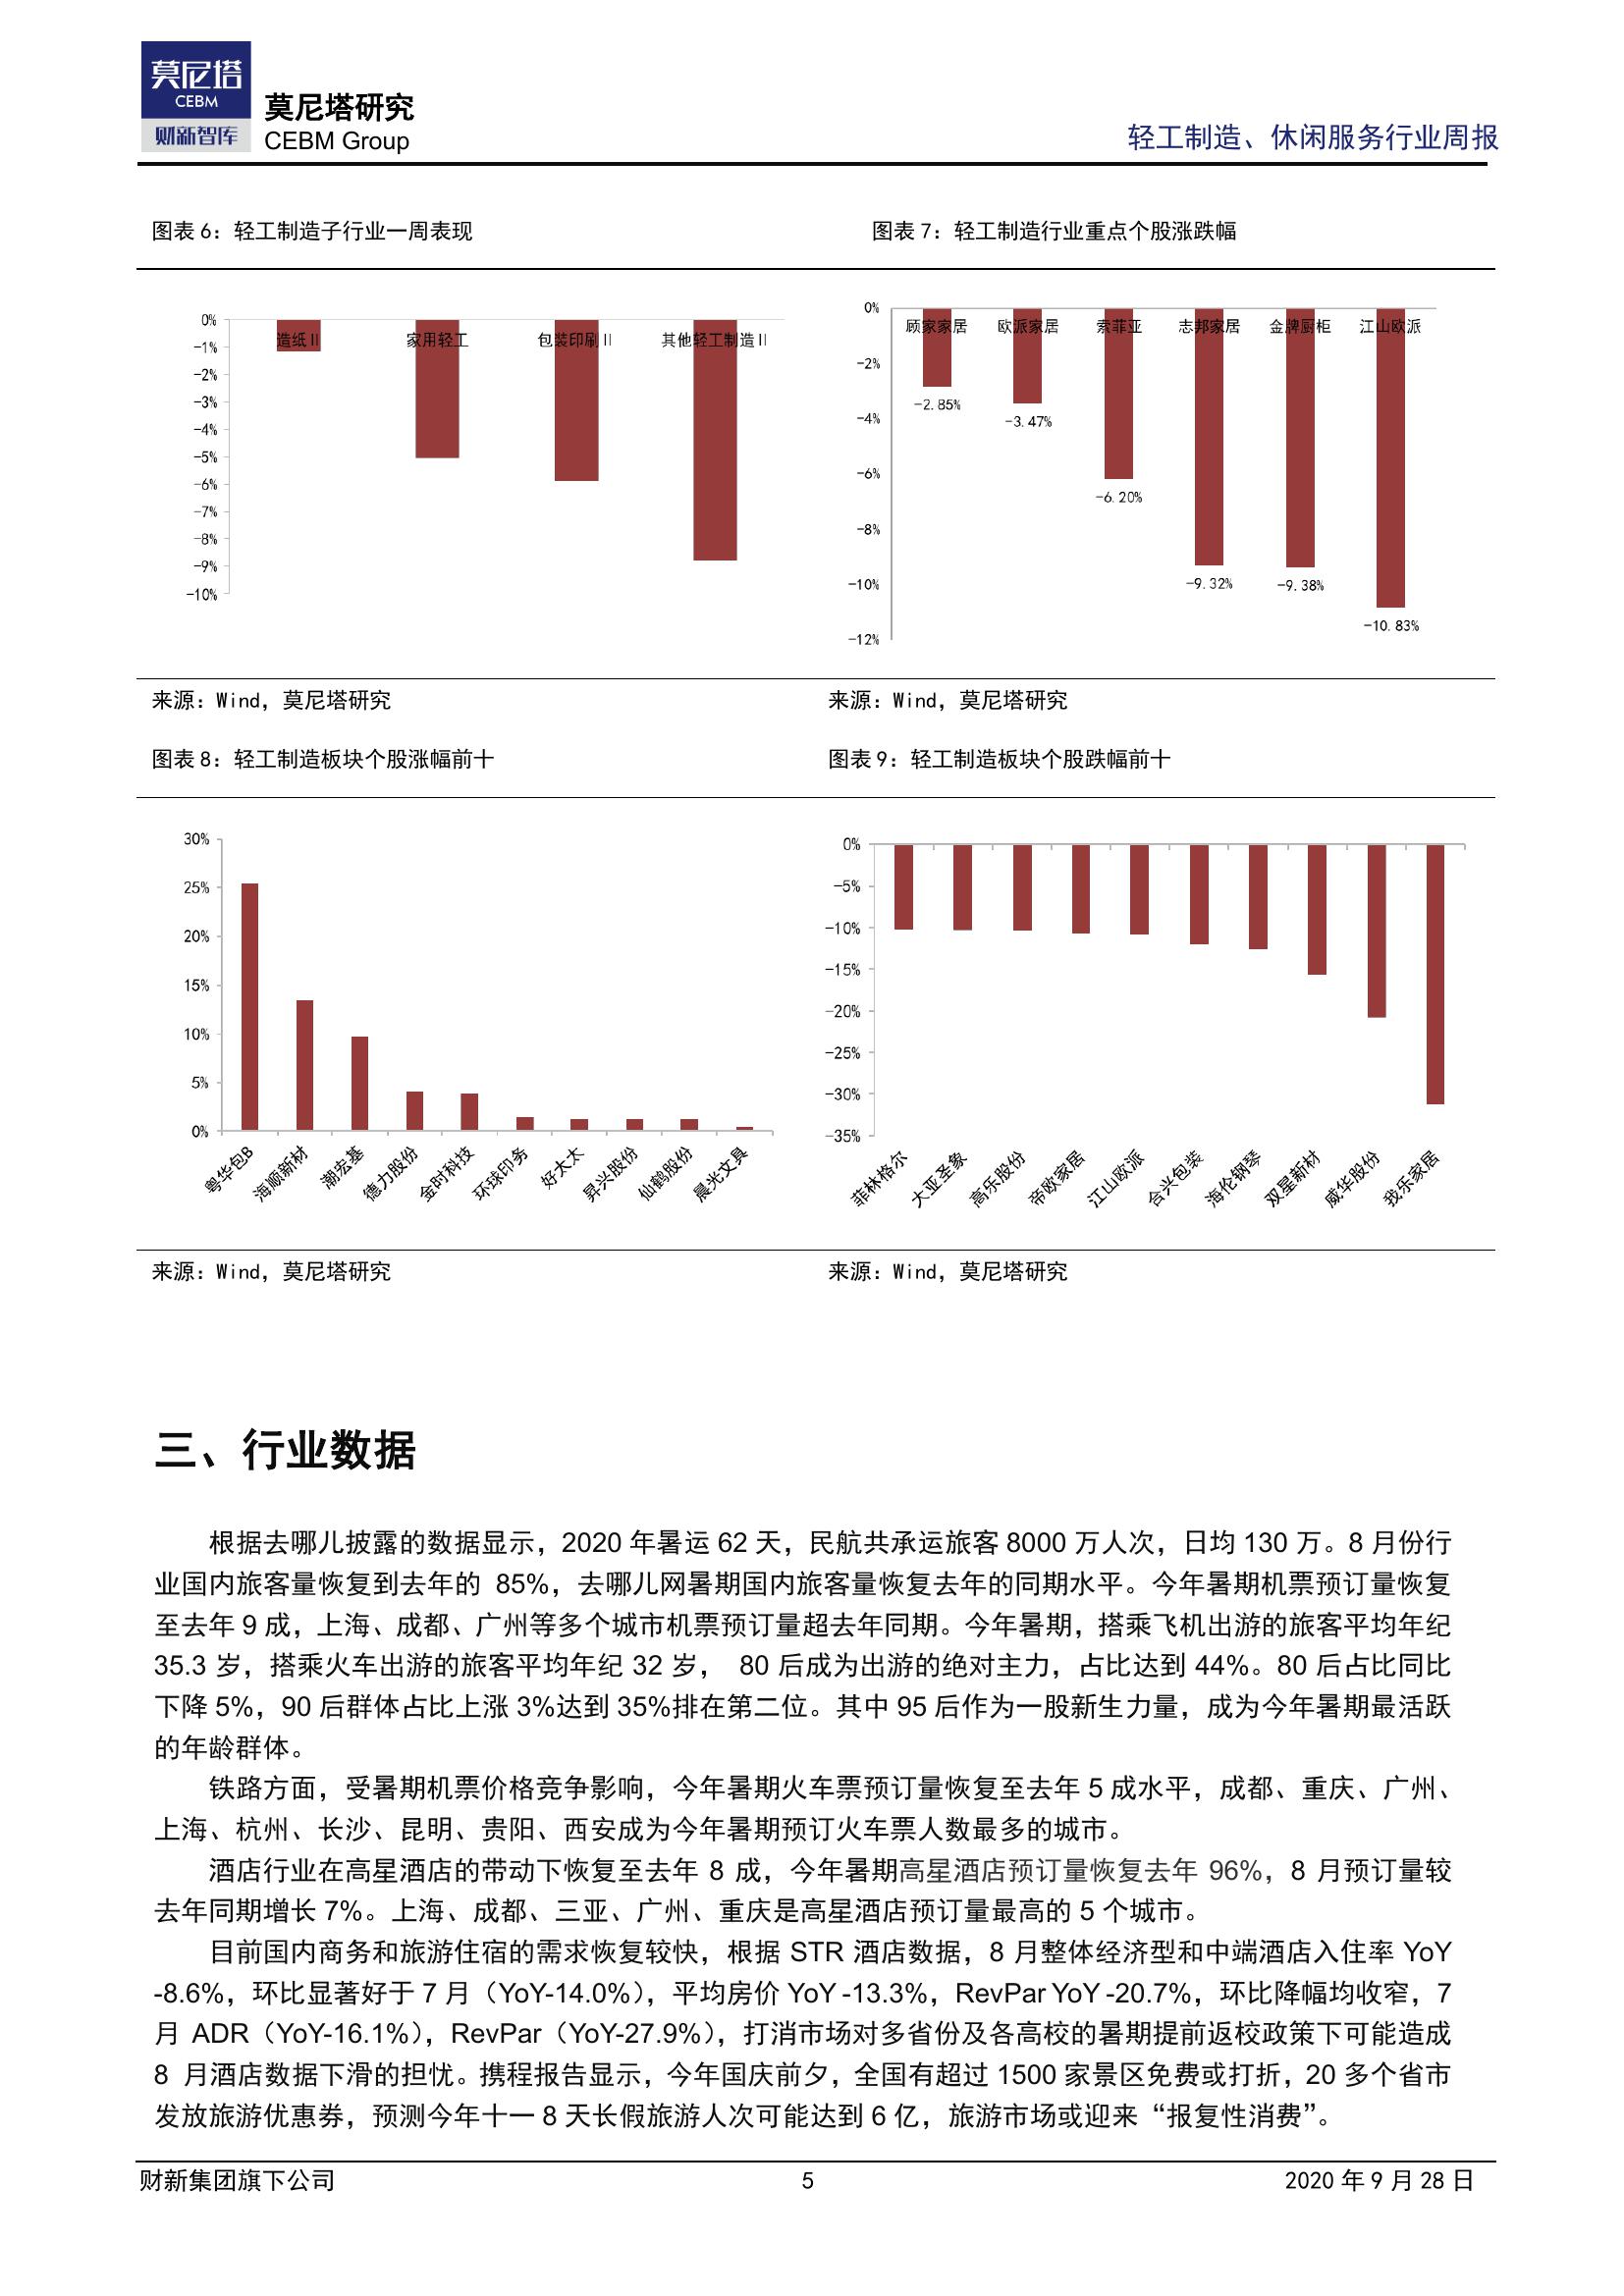 莫尼塔
CEBM
财新智库
莫尼塔研究
CEBM Group
轻工制造、休闲服务行业周报
图表 6：轻工制造子行业一周表现
图表 7：轻工制造行业重点个股涨跌幅
0%
-1%
-2%
-3%
-4%
-5%
-6%
-7%
-8%
-9%
-10%
造纸Ⅱ
家用轻工
包装印刷Ⅱ
其他轻工制造Ⅱ
0%
-2%
-4%
-6%
-8%
-10%
-12%
顾家家居
欧派家居
索菲亚
志邦家居
金牌厨柜
江山欧派
-2.85%
-3.47%
-6.20%
-9.32%
-9.38%
-10.83%
来源：Wind，莫尼塔研究
来源：Wind，莫尼塔研究
图表 8：轻工制造板块个股涨幅前十
图表 9：轻工制造板块个股跌幅前十
30%
25%
20%
15%
10%
5%
0%
粤华包B
海顺新材
潮宏基
德力股份
金时科技
环球印务
好太太
昇兴股份
仙鹤股份
晨光文具
0%
-5%
-10%
-15%
-20%
-25%
-30%
-35%
菲林格尔
大亚圣象
高乐股份
帝欧家居
江山欧派
合兴包装
海伦钢琴
双星新材
威华股份
我乐家居
来源：Wind，莫尼塔研究
来源：Wind，莫尼塔研究
三、行业数据
根据去哪儿披露的数据显示，2020 年暑运 62 天，民航共承运旅客 8000 万人次，日均 130 万。8 月份行
业国内旅客量恢复到去年的 85%，去哪儿网暑期国内旅客量恢复去年的同期水平。今年暑期机票预订量恢复
至去年 9 成，上海、成都、广州等多个城市机票预订量超去年同期。今年暑期，搭乘飞机出游的旅客平均年纪
35.3 岁，搭乘火车出游的旅客平均年纪 32 岁， 80 后成为出游的绝对主力，占比达到 44%。80 后占比同比
下降 5%，90 后群体占比上涨 3%达到 35%排在第二位。其中 95 后作为一股新生力量，成为今年暑期最活跃
的年龄群体。
铁路方面，受暑期机票价格竞争影响，今年暑期火车票预订量恢复至去年 5 成水平，成都、重庆、广州、
上海、杭州、长沙、昆明、贵阳、西安成为今年暑期预订火车票人数最多的城市。
酒店行业在高星酒店的带动下恢复至去年 8 成，今年暑期高星酒店预订量恢复去年 96%，8 月预订量较
去年同期增长 7%。上海、成都、三亚、广州、重庆是高星酒店预订量最高的 5 个城市。
目前国内商务和旅游住宿的需求恢复较快，根据 STR 酒店数据，8 月整体经济型和中端酒店入住率 YoY
-8.6%，环比显著好于 7 月（YoY-14.0%），平均房价 YoY -13.3%，RevPar YoY -20.7%，环比降幅均收窄，7
月 ADR（YoY-16.1%），RevPar（YoY-27.9%），打消市场对多省份及各高校的暑期提前返校政策下可能造成
8 月酒店数据下滑的担忧。携程报告显示，今年国庆前夕，全国有超过 1500 家景区免费或打折，20 多个省市
发放旅游优惠券，预测今年十一 8 天长假旅游人次可能达到 6 亿，旅游市场或迎来“报复性消费”。
财新集团旗下公司
5
2020 年 9 月 28 日